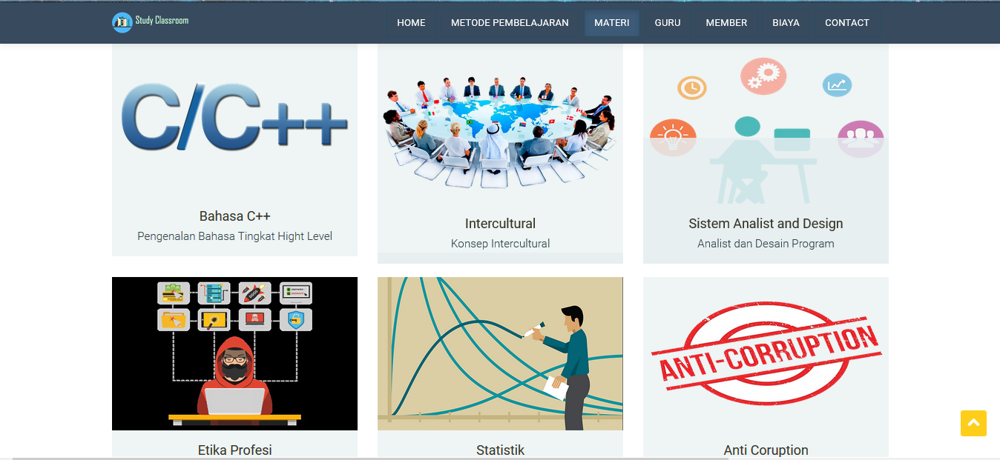 Study Classroom
HOME
METODE PEMBELAJARAN
MATERI
GURU
MEMBER
BIAYA
CONTACT
C/C++
Bahasa C++
Pengenalan Bahasa Tingkat Hight Level
Intercultural
Konsep Intercultural
Sistem Analist and Design
Analist dan Desain Program
Etika Profesi
Statistik
ANTI-CORRUPTION
Anti Coruption